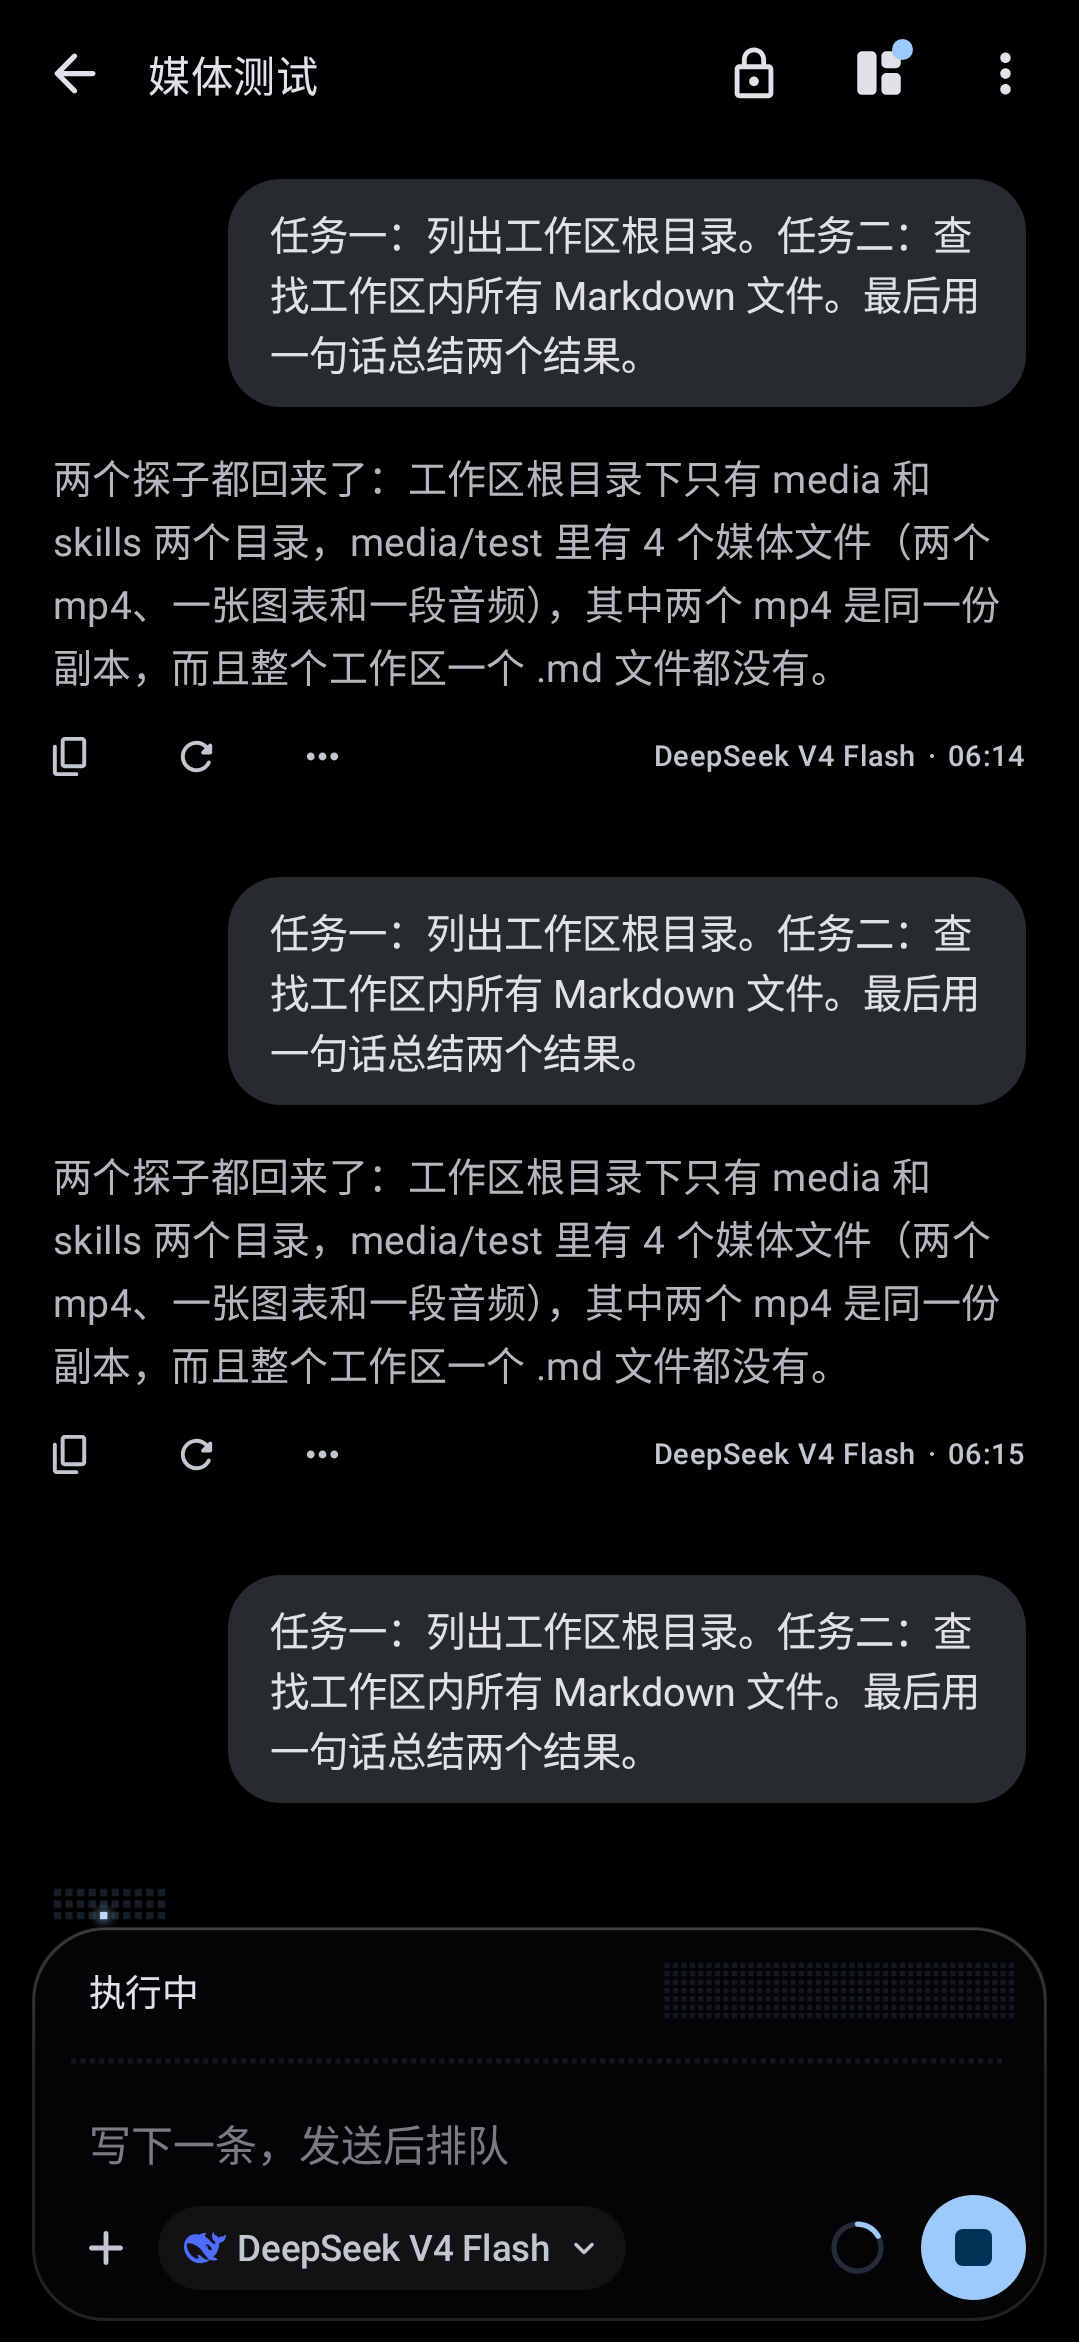 媒体测试
任务一：列出工作区根目录。任务二：查
找工作区内所有 Markdown 文件。最后用
一句话总结两个结果。
两个探子都回来了：工作区根目录下只有 media 和
skills 两个目录，media/test 里有 4 个媒体文件（两个
mp4、一张图表和一段音频），其中两个 mp4 是同一份
副本，而且整个工作区一个 .md 文件都没有。
DeepSeek V4 Flash · 06:14
任务一：列出工作区根目录。任务二：查
找工作区内所有 Markdown 文件。最后用
一句话总结两个结果。
两个探子都回来了：工作区根目录下只有 media 和
skills 两个目录，media/test 里有 4 个媒体文件（两个
mp4、一张图表和一段音频），其中两个 mp4 是同一份
副本，而且整个工作区一个 .md 文件都没有。
DeepSeek V4 Flash · 06:15
任务一：列出工作区根目录。任务二：查
找工作区内所有 Markdown 文件。最后用
一句话总结两个结果。
执行中
写下一条，发送后排队
DeepSeek V4 Flash